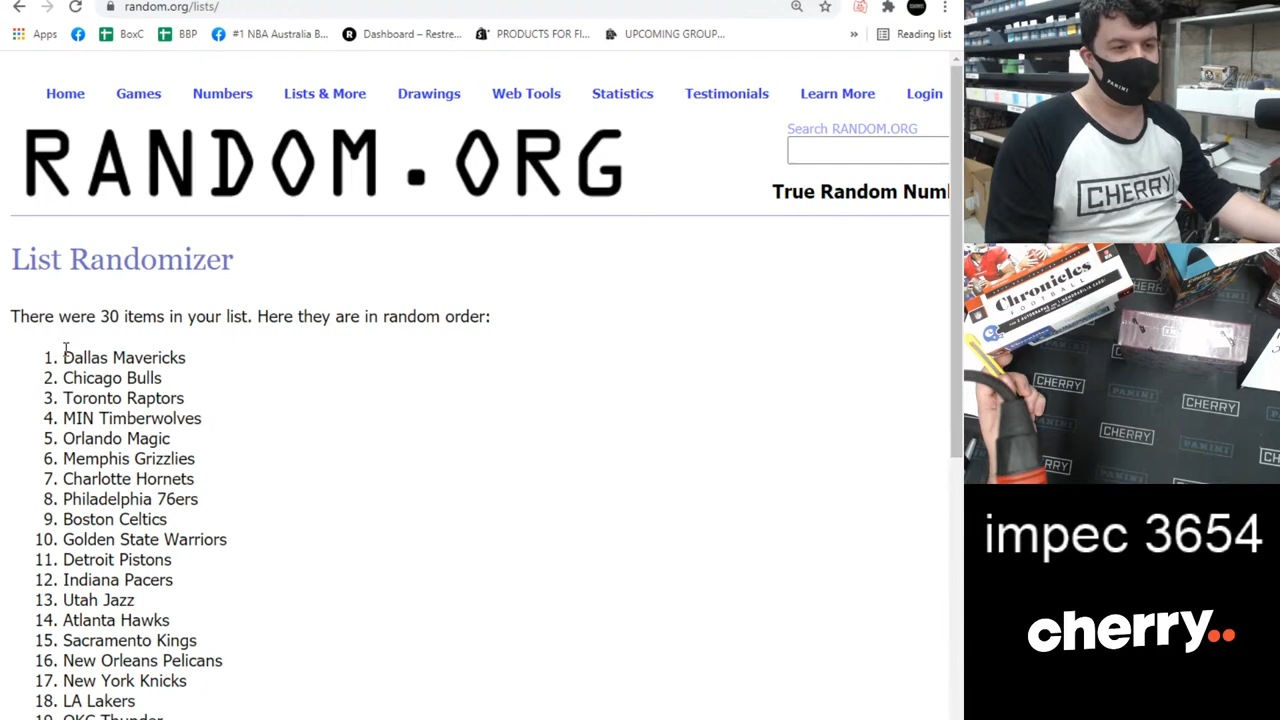 random.org/lists/
Apps BoxC BBP #1 NBA Australia B... Dashboard – Restre... PRODUCTS FOR FI... UPCOMING GROUP... » Reading list
Home Games Numbers Lists & More Drawings Web Tools Statistics Testimonials Learn More Login
Search RANDOM.ORG
RANDOM.ORG
True Random Num
List Randomizer
There were 30 items in your list. Here they are in random order:
1. Dallas Mavericks
2. Chicago Bulls
3. Toronto Raptors
4. MIN Timberwolves
5. Orlando Magic
6. Memphis Grizzlies
7. Charlotte Hornets
8. Philadelphia 76ers
9. Boston Celtics
10. Golden State Warriors
11. Detroit Pistons
12. Indiana Pacers
13. Utah Jazz
14. Atlanta Hawks
15. Sacramento Kings
16. New Orleans Pelicans
17. New York Knicks
18. LA Lakers
19. OKC Thunder
PANINI
CHERRY
Chronicles
FOOTBALL
CHERRY
PANINI
CHERRY
CHERRY
CHERRY
PANINI
CHERRY
impec 3654
cherry..